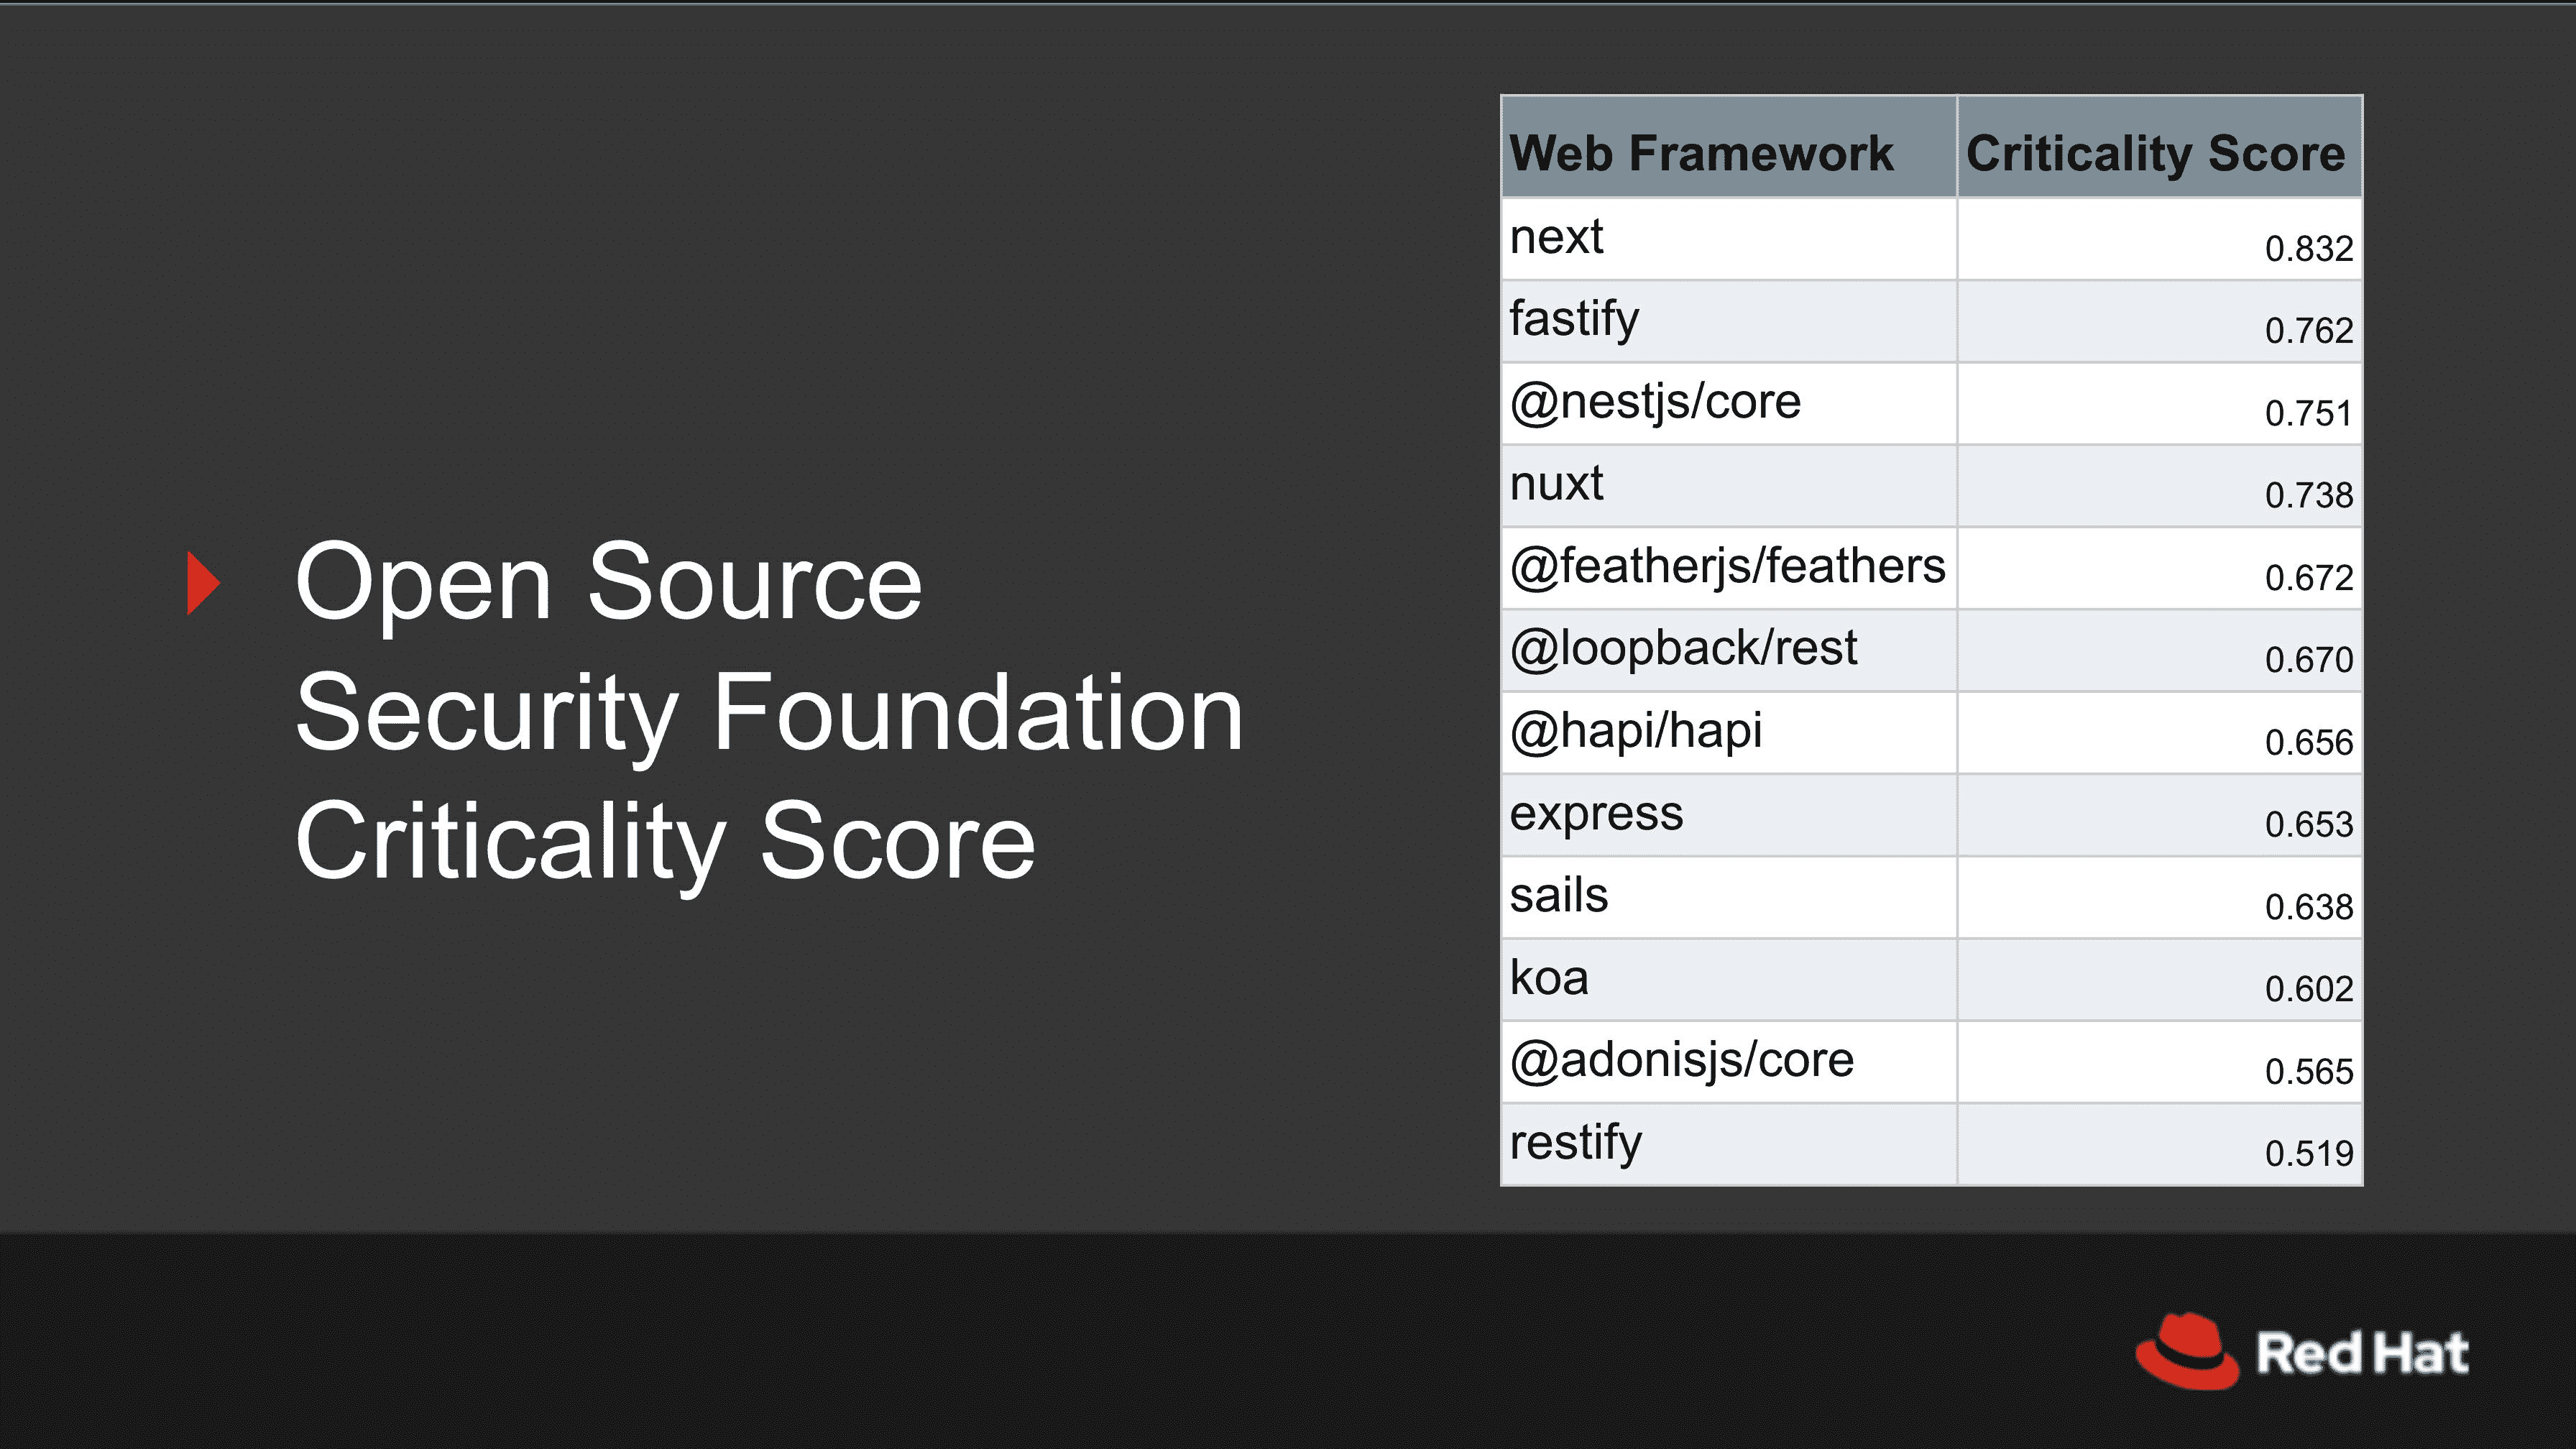 Open Source
Security Foundation
Criticality Score
Web Framework Criticality Score
next 0.832
fastify 0.762
@nestjs/core 0.751
nuxt 0.738
@featherjs/feathers 0.672
@loopback/rest 0.670
@hapi/hapi 0.656
express 0.653
sails 0.638
koa 0.602
@adonisjs/core 0.565
restify 0.519
Red Hat